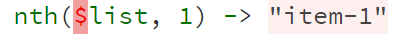 nth($list, 1) -> "item-1"